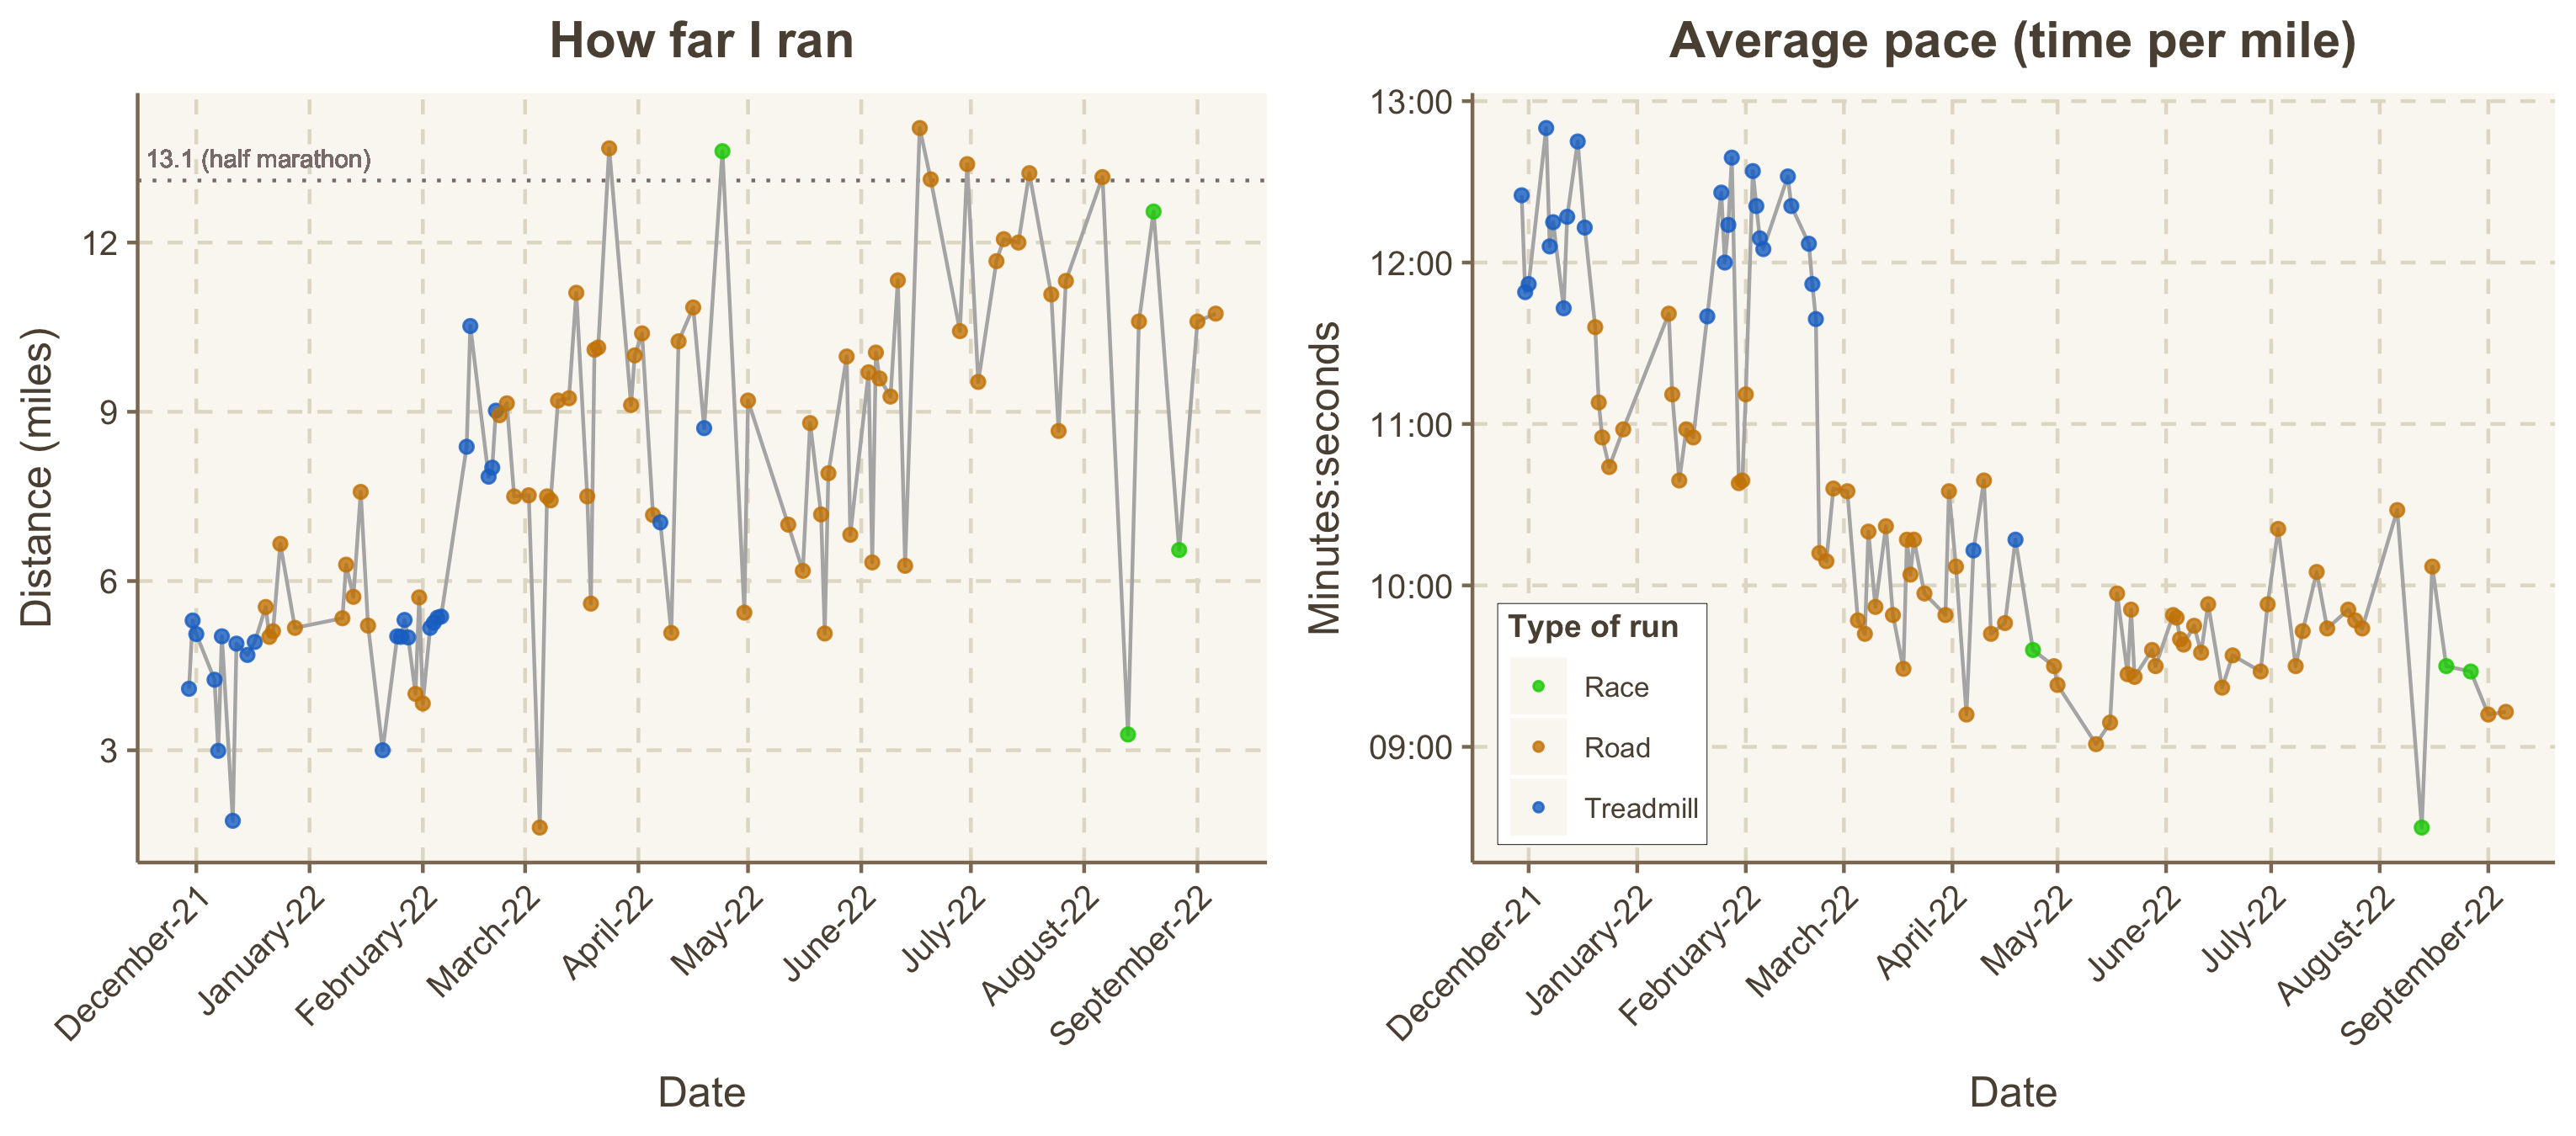 How far I ran
Distance (miles)
13.1 (half marathon)
12
9
6
3
December-21
January-22
February-22
March-22
April-22
May-22
June-22
July-22
August-22
September-22
Date
Average pace (time per mile)
Minutes:seconds
13:00
12:00
11:00
10:00
09:00
Type of run
Race
Road
Treadmill
December-21
January-22
February-22
March-22
April-22
May-22
June-22
July-22
August-22
September-22
Date